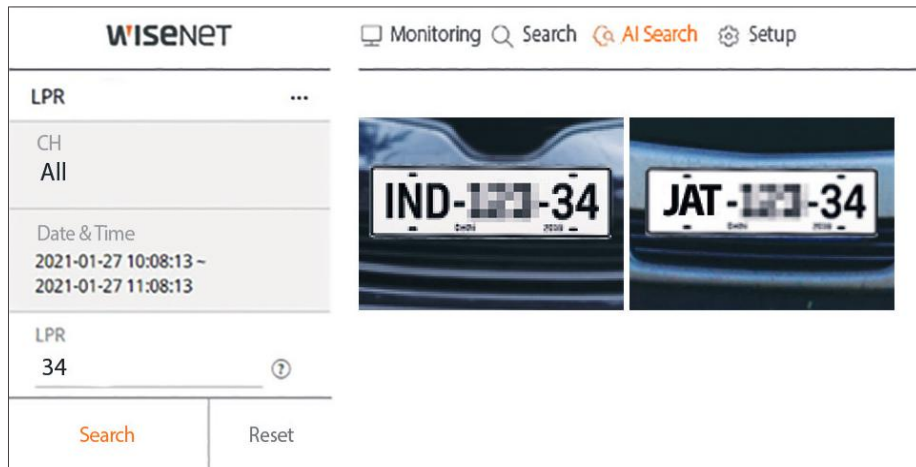 WISENET
Monitoring Search AI Search Setup
LPR ...
CH
All
Date & Time
2021-01-27 10:08:13 ~
2021-01-27 11:08:13
LPR
34 ?
Search Reset
IND- -34
JAT - -34